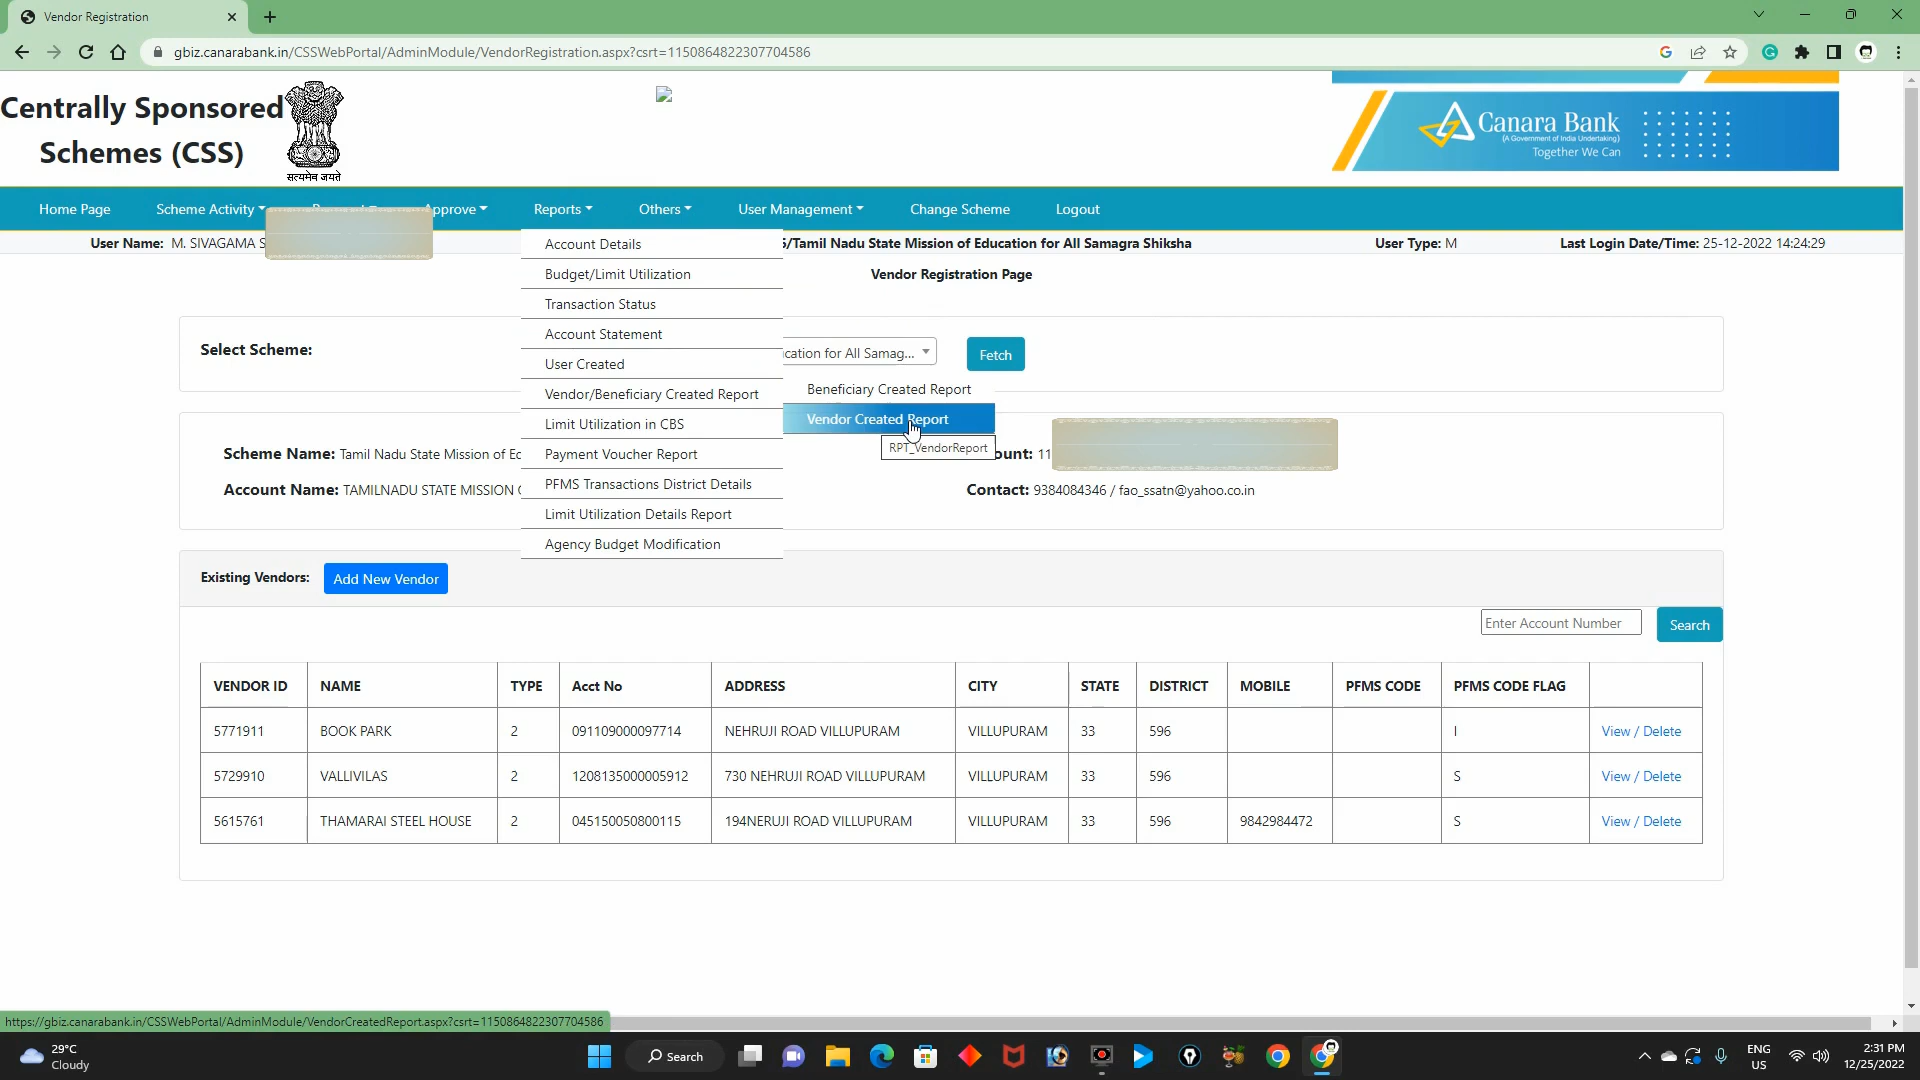 Vendor Registration
gbiz.canarabank.in/CSSWebPortal/AdminModule/VendorRegistration.aspx?csrt=1150864822307704586
Centrally Sponsored
Schemes (CSS)
सत्यमेव जयते
Canara Bank
(A Government of India Undertaking)
Together We Can
Home Page
Scheme Activity
Approve
Reports
Others
User Management
Change Scheme
Logout
User Name: M. SIVAGAMA S
/Tamil Nadu State Mission of Education for All Samagra Shiksha
User Type: M
Last Login Date/Time: 25-12-2022 14:24:29
Account Details
Budget/Limit Utilization
Transaction Status
Account Statement
User Created
Vendor/Beneficiary Created Report
Limit Utilization in CBS
Payment Voucher Report
PFMS Transactions District Details
Limit Utilization Details Report
Agency Budget Modification
Beneficiary Created Report
Vendor Created Report
RPT_VendorReport
Vendor Registration Page
Select Scheme:
ication for All Samag...
Fetch
Scheme Name: Tamil Nadu State Mission of Ed
ount: 11
Account Name: TAMILNADU STATE MISSION
Contact: 9384084346 / fao_ssatn@yahoo.co.in
Existing Vendors:
Add New Vendor
Enter Account Number
Search
VENDOR ID NAME TYPE Acct No ADDRESS CITY STATE DISTRICT MOBILE PFMS CODE PFMS CODE FLAG
5771911 BOOK PARK 2 091109000097714 NEHRUJI ROAD VILLUPURAM VILLUPURAM 33 596 I View / Delete
5729910 VALLIVILAS 2 1208135000005912 730 NEHRUJI ROAD VILLUPURAM VILLUPURAM 33 596 S View / Delete
5615761 THAMARAI STEEL HOUSE 2 045150050800115 194NERUJI ROAD VILLUPURAM VILLUPURAM 33 596 9842984472 S View / Delete
https://gbiz.canarabank.in/CSSWebPortal/AdminModule/VendorCreatedReport.aspx?csrt=1150864822307704586
29°C
Cloudy
Search
ENG
US
2:31 PM
12/25/2022